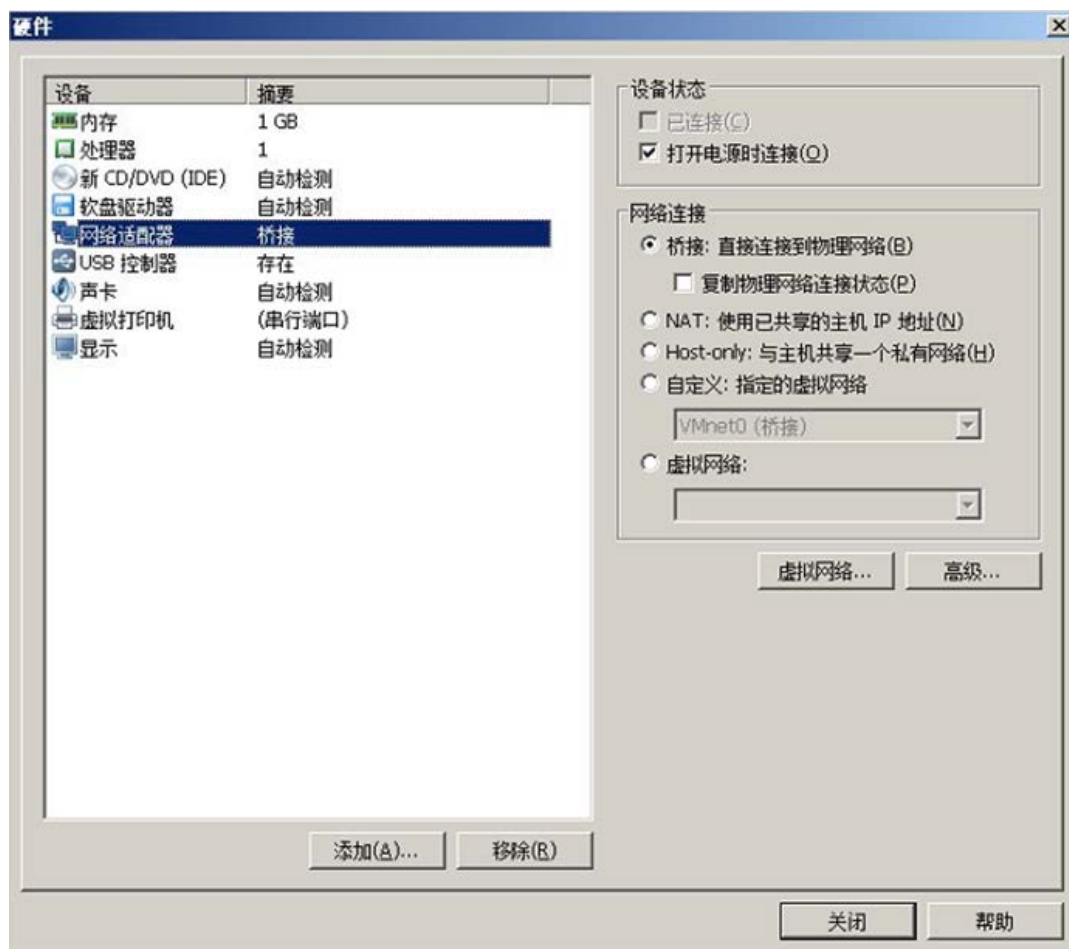 硬件
设备 摘要
内存 1 GB
处理器 1
新 CD/DVD (IDE) 自动检测
软盘驱动器 自动检测
网络适配器 桥接
USB 控制器 存在
声卡 自动检测
虚拟打印机 (串行端口)
显示 自动检测
添加(A)... 移除(R)
设备状态
已连接(C)
打开电源时连接(O)
网络连接
桥接: 直接连接到物理网络(B)
复制物理网络连接状态(P)
NAT: 使用已共享的主机 IP 地址(N)
Host-only: 与主机共享一个私有网络(H)
自定义: 指定的虚拟网络
VMnet0 (桥接)
虚拟网络:
虚拟网络... 高级...
关闭 帮助